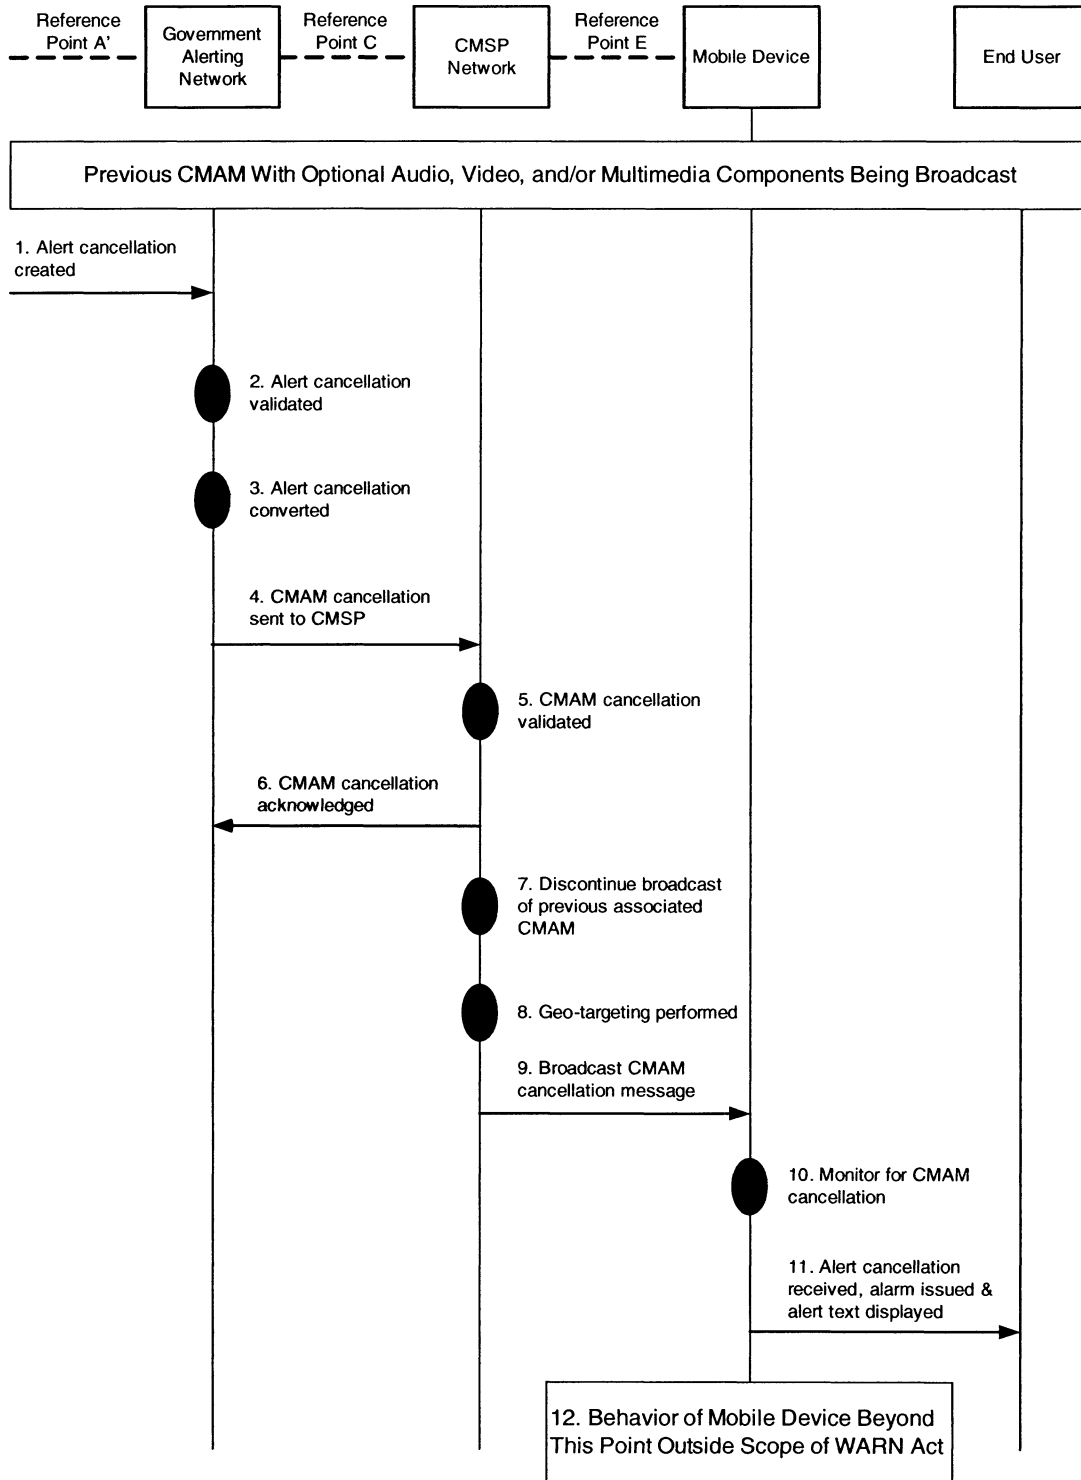 Reference
Point A’
Government
Alerting
Network
Reference
Point C
CMSP
Network
Reference
Point E
Mobile Device
End User
Previous CMAM With Optional Audio, Video, and/or Multimedia Components Being Broadcast
1. Alert cancellation
created
2. Alert cancellation
validated
3. Alert cancellation
converted
4. CMAM cancellation
sent to CMSP
5. CMAM cancellation
validated
6. CMAM cancellation
acknowledged
7. Discontinue broadcast
of previous associated
CMAM
8. Geo-targeting performed
9. Broadcast CMAM
cancellation message
10. Monitor for CMAM
cancellation
11. Alert cancellation
received, alarm issued &
alert text displayed
12. Behavior of Mobile Device Beyond
This Point Outside Scope of WARN Act